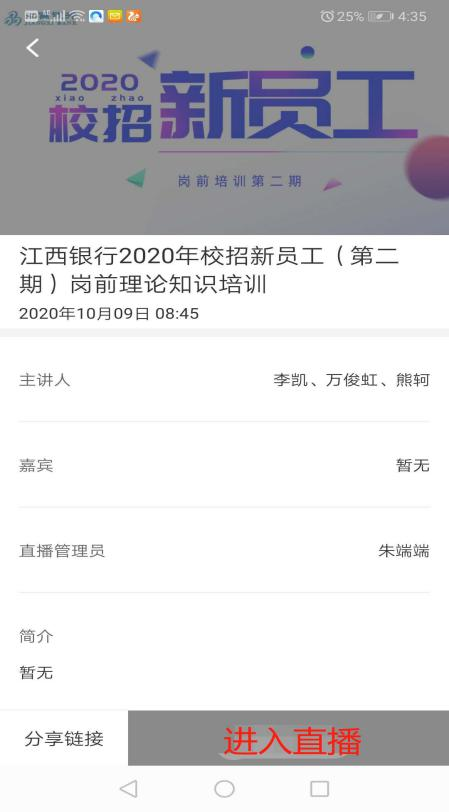 HD
25%
4:35
2020
xiao zhao
校招
新员工
岗前培训第二期
江西银行2020年校招新员工（第二
期）岗前理论知识培训
2020年10月09日 08:45
主讲人
李凯、万俊虹、熊轲
嘉宾
暂无
直播管理员
朱端端
简介
暂无
分享链接
进入直播